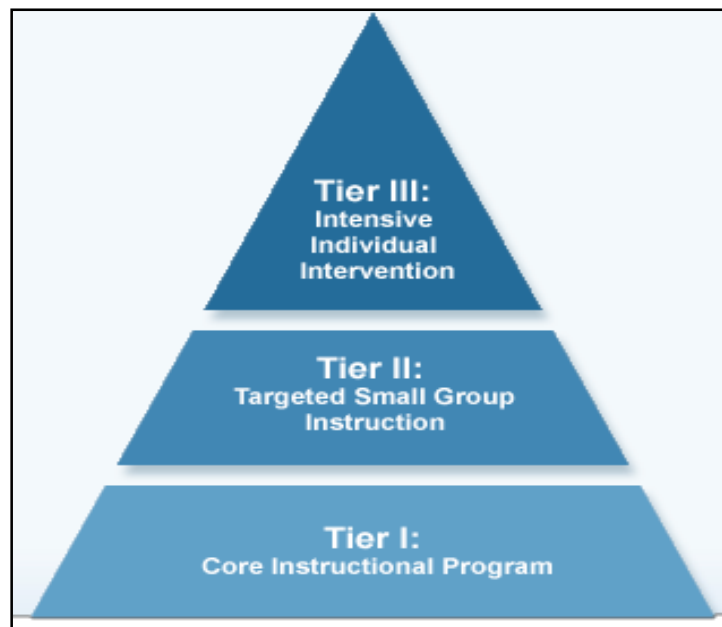 Tier III:
Intensive
Individual
Intervention
Tier II:
Targeted Small Group
Instruction
Tier I:
Core Instructional Program